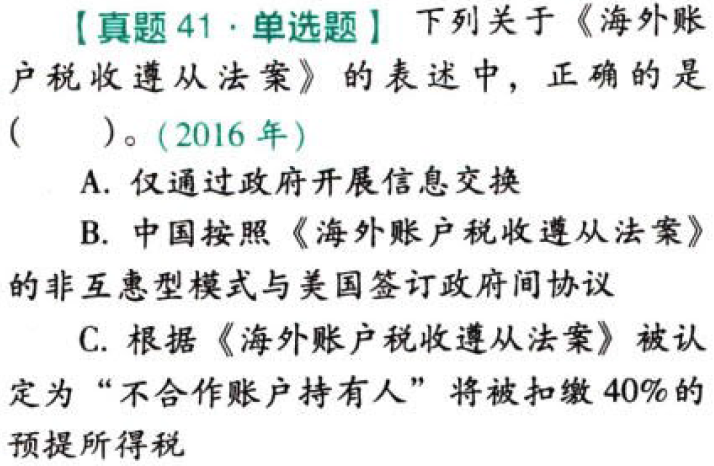 【真题 41 · 单选题】 下列关于《海外账
户税收遵从法案》的表述中，正确的是
(　　)。(2016 年)
A. 仅通过政府开展信息交换
B. 中国按照《海外账户税收遵从法案》
的非互惠型模式与美国签订政府间协议
C. 根据《海外账户税收遵从法案》被认
定为“不合作账户持有人”将被扣缴 40%的
预提所得税